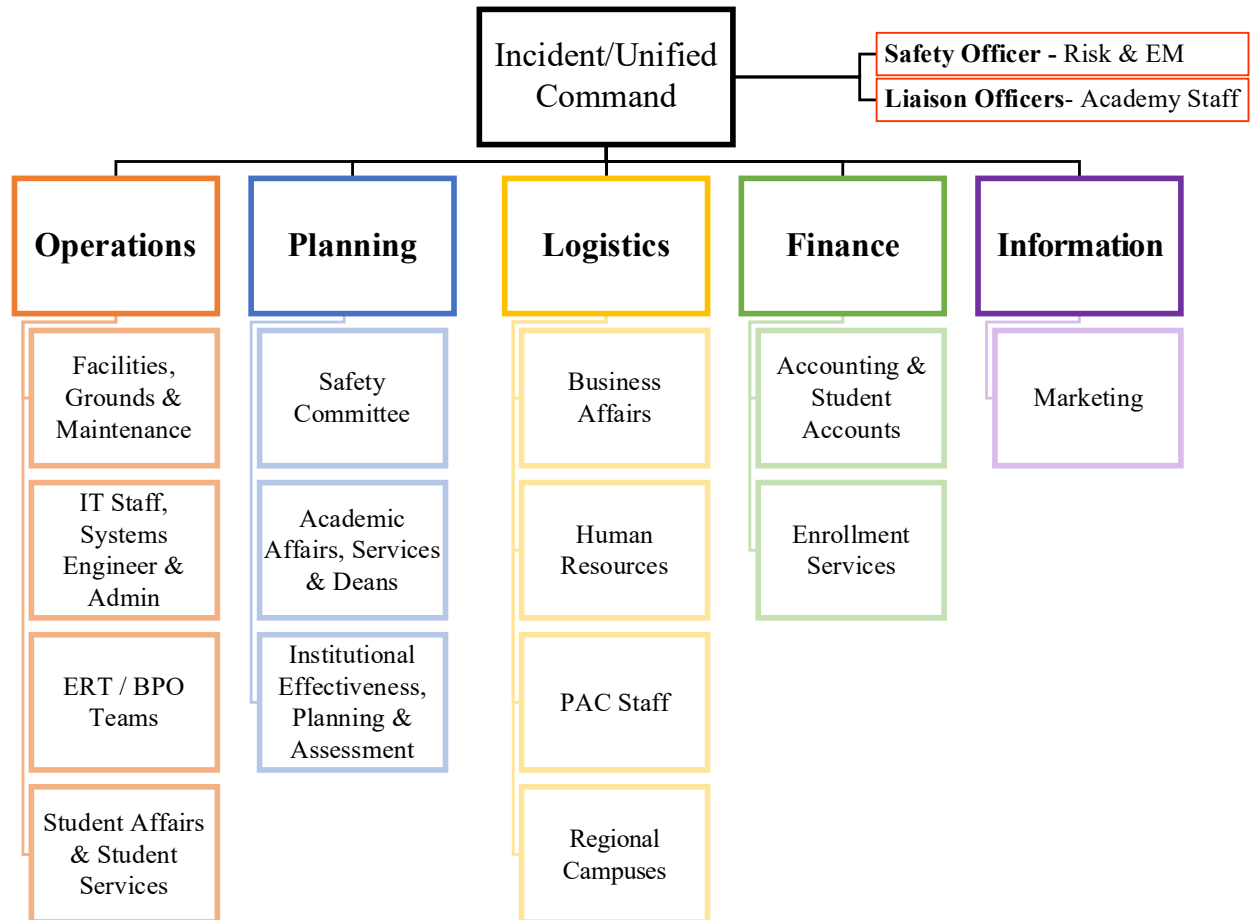 Incident/Unified
Command
Safety Officer - Risk & EM
Liaison Officers- Academy Staff
Operations
Planning
Logistics
Finance
Information
Facilities,
Grounds &
Maintenance
IT Staff,
Systems
Engineer &
Admin
ERT / BPO
Teams
Student Affairs
& Student
Services
Safety
Committee
Academic
Affairs, Services
& Deans
Institutional
Effectiveness,
Planning &
Assessment
Business
Affairs
Human
Resources
PAC Staff
Regional
Campuses
Accounting &
Student
Accounts
Enrollment
Services
Marketing